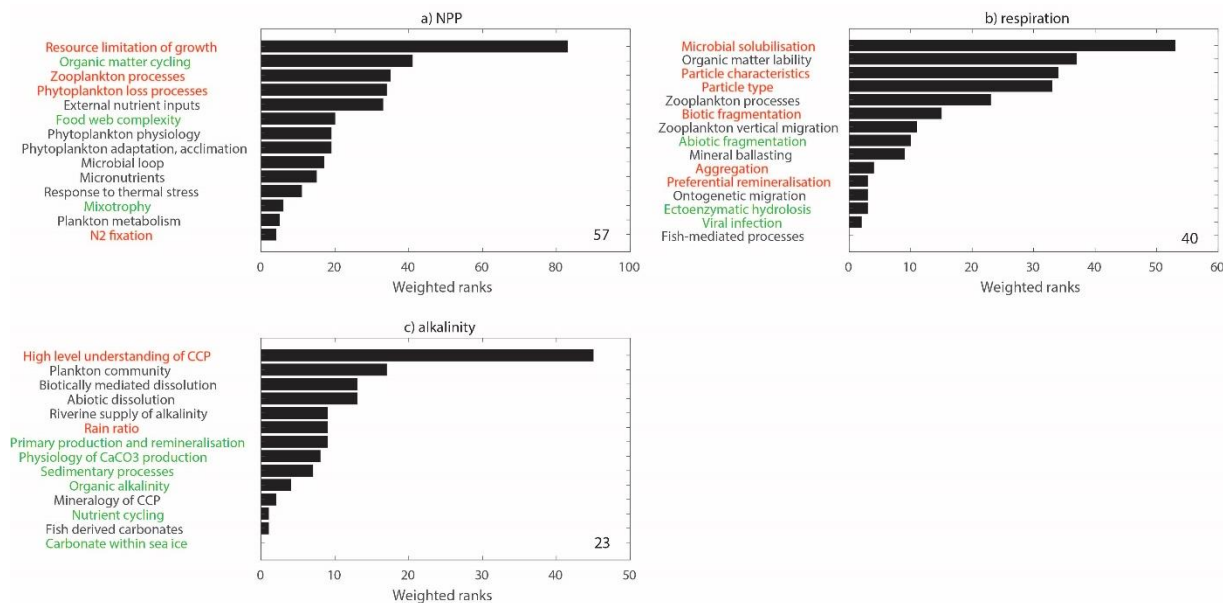 a) NPP
Resource limitation of growth
Organic matter cycling
Zooplankton processes
Phytoplankton loss processes
External nutrient inputs
Food web complexity
Phytoplankton physiology
Phytoplankton adaptation, acclimation
Microbial loop
Micronutrients
Response to thermal stress
Mixotrophy
Plankton metabolism
N2 fixation
57
0 20 40 60 80 100
Weighted ranks
b) respiration
Microbial solubilisation
Organic matter lability
Particle characteristics
Particle type
Zooplankton processes
Biotic fragmentation
Zooplankton vertical migration
Abiotic fragmentation
Mineral ballasting
Aggregation
Preferential remineralisation
Ontogenetic migration
Ectoenzymatic hydrolosis
Viral infection
Fish-mediated processes
40
0 10 20 30 40 50 60
Weighted ranks
c) alkalinity
High level understanding of CCP
Plankton community
Biotically mediated dissolution
Abiotic dissolution
Riverine supply of alkalinity
Rain ratio
Primary production and remineralisation
Physiology of CaCO3 production
Sedimentary processes
Organic alkalinity
Mineralogy of CCP
Nutrient cycling
Fish derived carbonates
Carbonate within sea ice
23
0 10 20 30 40 50
Weighted ranks